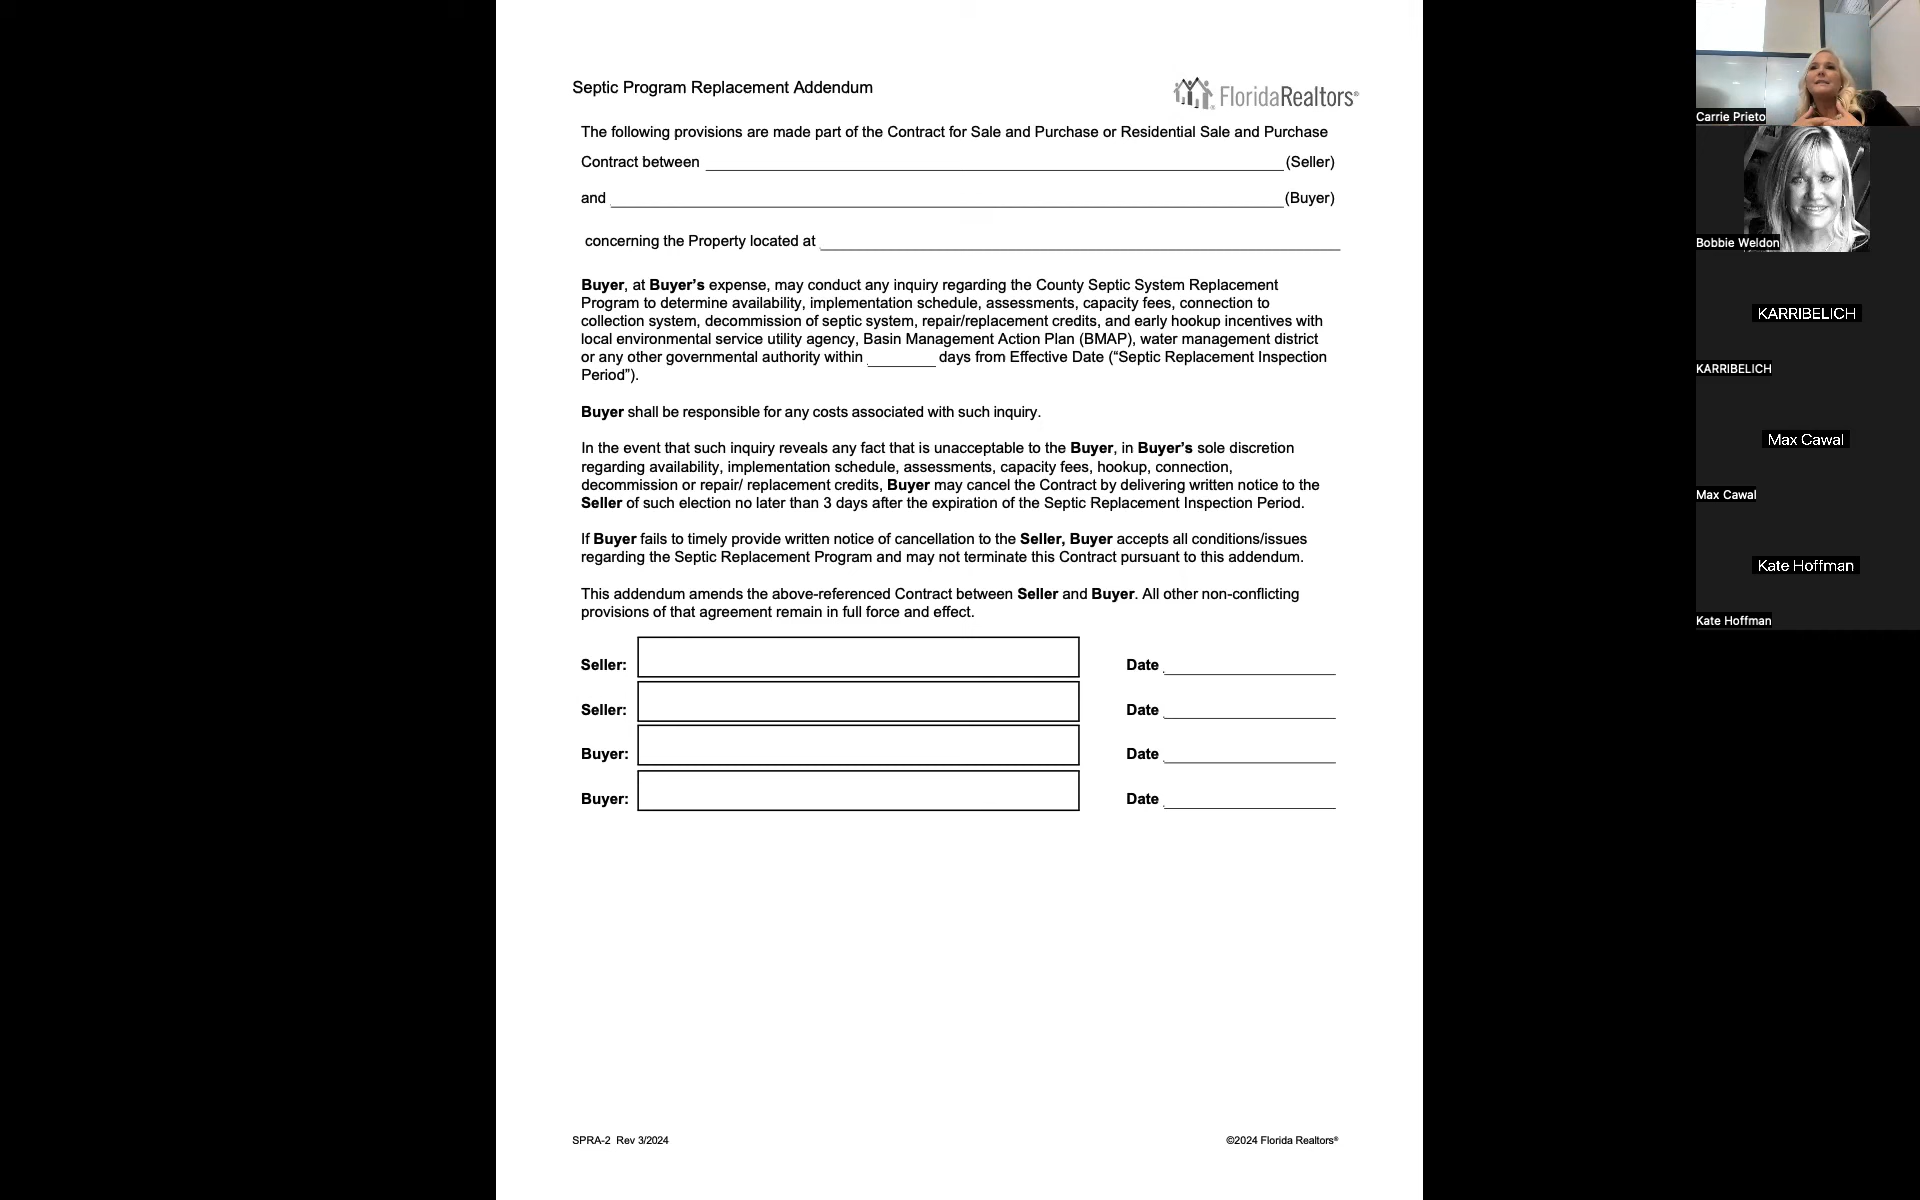 Septic Program Replacement Addendum
FloridaRealtors®
The following provisions are made part of the Contract for Sale and Purchase or Residential Sale and Purchase
Contract between ______ (Seller)
and ______ (Buyer)
concerning the Property located at ______
Buyer, at Buyer’s expense, may conduct any inquiry regarding the County Septic System Replacement
Program to determine availability, implementation schedule, assessments, capacity fees, connection to
collection system, decommission of septic system, repair/replacement credits, and early hookup incentives with
local environmental service utility agency, Basin Management Action Plan (BMAP), water management district
or any other governmental authority within ______ days from Effective Date (“Septic Replacement Inspection
Period”).
Buyer shall be responsible for any costs associated with such inquiry.
In the event that such inquiry reveals any fact that is unacceptable to the Buyer, in Buyer’s sole discretion
regarding availability, implementation schedule, assessments, capacity fees, hookup, connection,
decommission or repair/ replacement credits, Buyer may cancel the Contract by delivering written notice to the
Seller of such election no later than 3 days after the expiration of the Septic Replacement Inspection Period.
If Buyer fails to timely provide written notice of cancellation to the Seller, Buyer accepts all conditions/issues
regarding the Septic Replacement Program and may not terminate this Contract pursuant to this addendum.
This addendum amends the above-referenced Contract between Seller and Buyer. All other non-conflicting
provisions of that agreement remain in full force and effect.
Seller: Date ______
Seller: Date ______
Buyer: Date ______
Buyer: Date ______
SPRA-2 Rev 3/2024
©2024 Florida Realtors®
Carrie Prieto
Bobbie Weldon
KARRIBELICH
KARRIBELICH
Max Cawal
Max Cawal
Kate Hoffman
Kate Hoffman